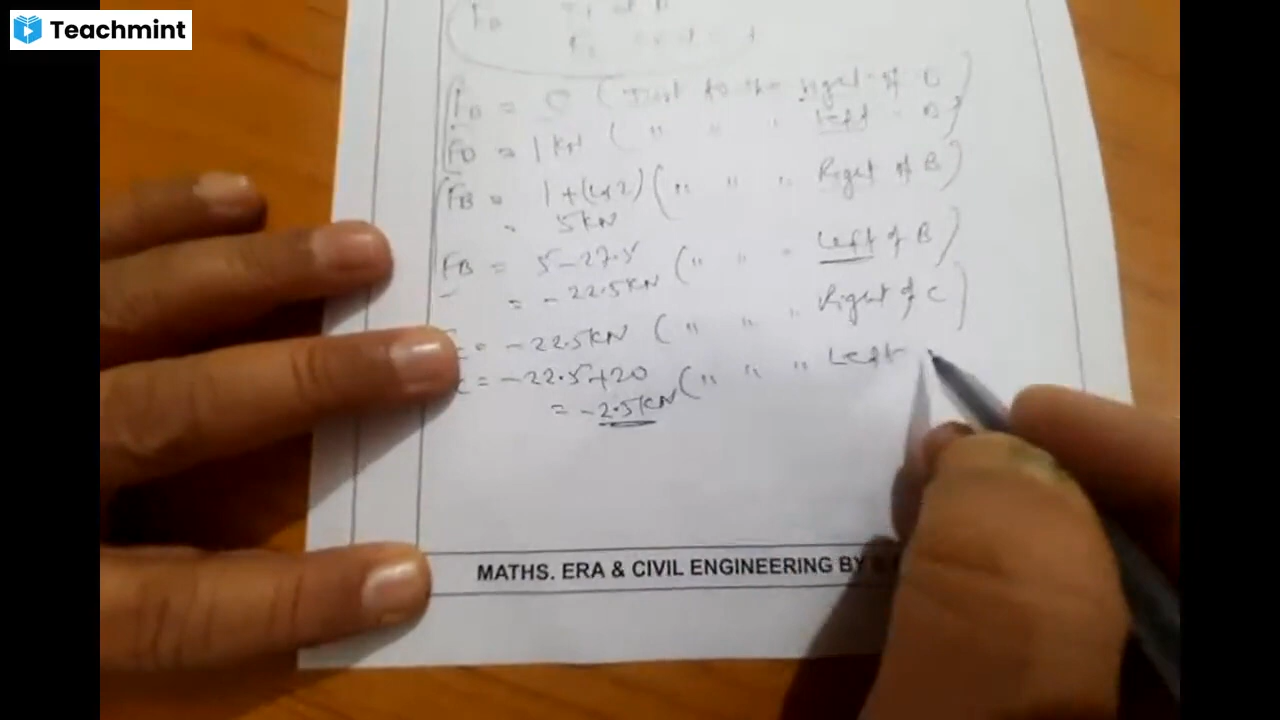 Teachmint
FD = 0 (Just to the right of D)
FD = 1 KN ( " " " Left - D)
FB = 1+(2x2) ( " " " Right of B)
= 5KN
FB = 5-27.5 ( " " - Left of B)
= -22.5KN
= -22.5KN ( " " " Right of C)
C = -22.5+20 ( " " " Left
= -2.5KN
MATHS. ERA & CIVIL ENGINEERING BY